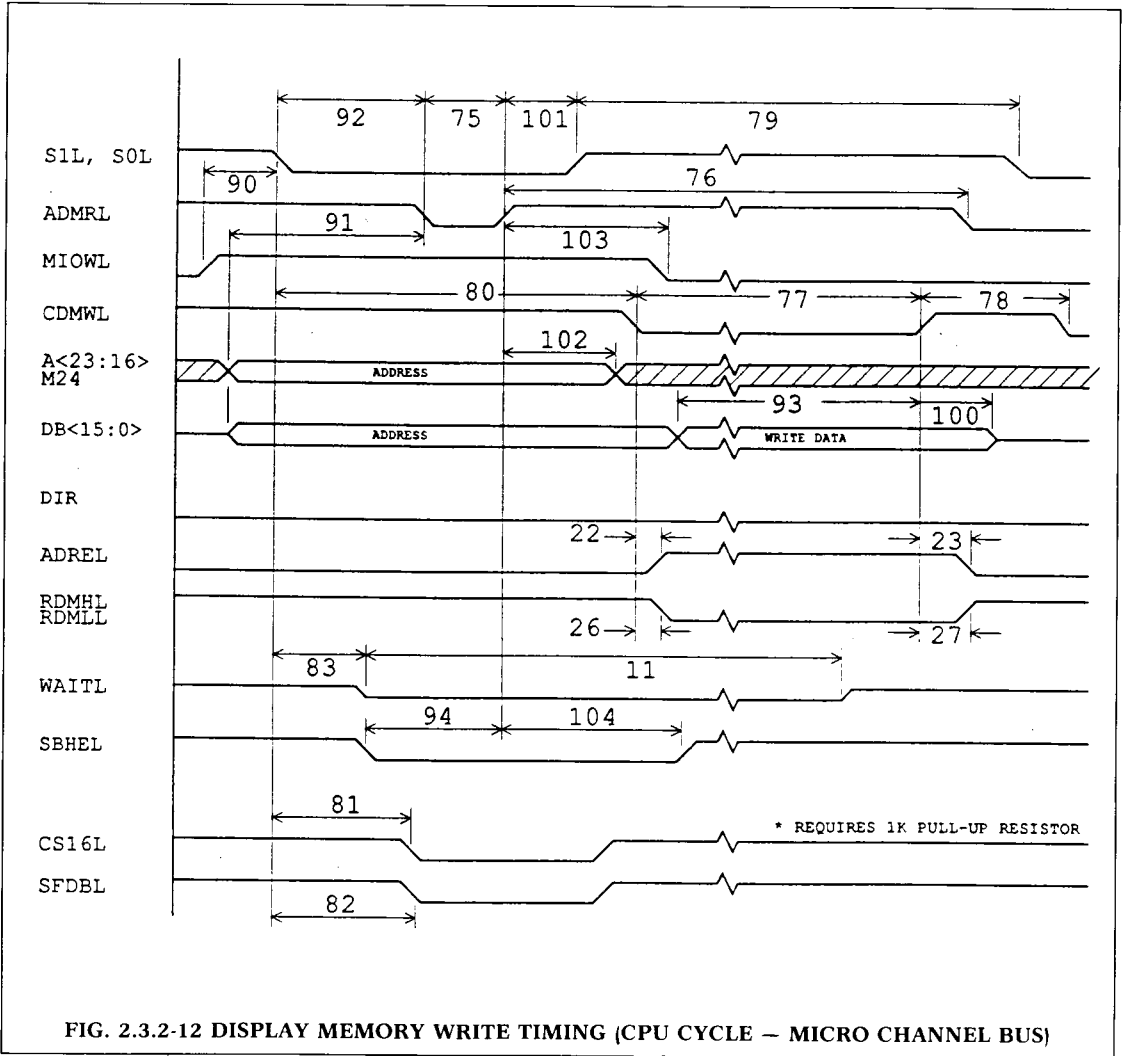 92 75 101 79
S1L, S0L
90 76
ADMRL
91 103
MIOWL
80 77 78
CDMWL
102
A<23:16>
M24
ADDRESS
93 100
DB<15:0>
ADDRESS WRITE DATA
DIR
22 23
ADREL
RDMHL
RDMLL
26 27
83 11
WAITL
94 104
SBHEL
81
* REQUIRES 1K PULL-UP RESISTOR
CS16L
SFDBL
82
FIG. 2.3.2-12 DISPLAY MEMORY WRITE TIMING (CPU CYCLE — MICRO CHANNEL BUS)